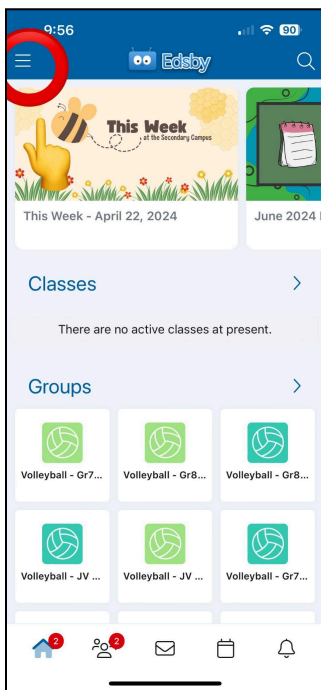 9:56
90
Edsby
This Week
at the Secondary Campus
This Week - April 22, 2024
June 2024
Classes
There are no active classes at present.
Groups
Volleyball - Gr7...
Volleyball - Gr8...
Volleyball - Gr8...
Volleyball - JV ...
Volleyball - JV ...
Volleyball - Gr7...
2
2